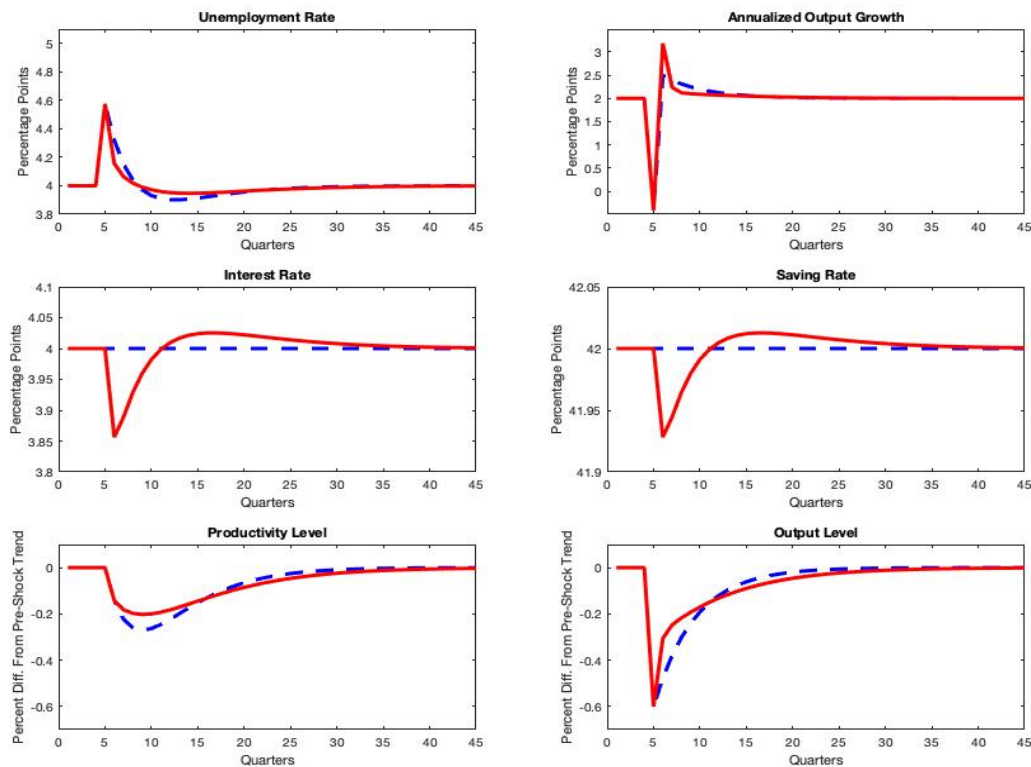 Unemployment Rate
Percentage Points
5
4.8
4.6
4.4
4.2
4
3.8
0 5 10 15 20 25 30 35 40 45
Quarters
Annualized Output Growth
Percentage Points
3
2.5
2
1.5
1
0.5
0
0 5 10 15 20 25 30 35 40 45
Quarters
Interest Rate
Percentage Points
4.1
4.05
4
3.95
3.9
3.85
3.8
0 5 10 15 20 25 30 35 40 45
Quarters
Saving Rate
Percentage Points
42.05
42
41.95
41.9
0 5 10 15 20 25 30 35 40 45
Quarters
Productivity Level
Percent Diff. From Pre-Shock Trend
0
-0.2
-0.4
-0.6
0 5 10 15 20 25 30 35 40 45
Quarters
Output Level
Percent Diff. From Pre-Shock Trend
0
-0.2
-0.4
-0.6
0 5 10 15 20 25 30 35 40 45
Quarters